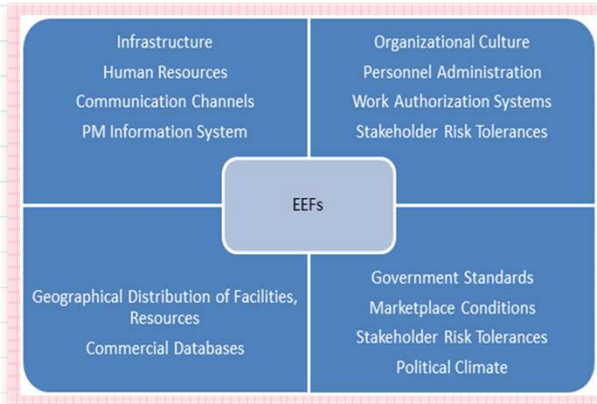 Infrastructure
Human Resources
Communication Channels
PM Information System
Organizational Culture
Personnel Administration
Work Authorization Systems
Stakeholder Risk Tolerances
EEFs
Geographical Distribution of Facilities,
Resources
Commercial Databases
Government Standards
Marketplace Conditions
Stakeholder Risk Tolerances
Political Climate